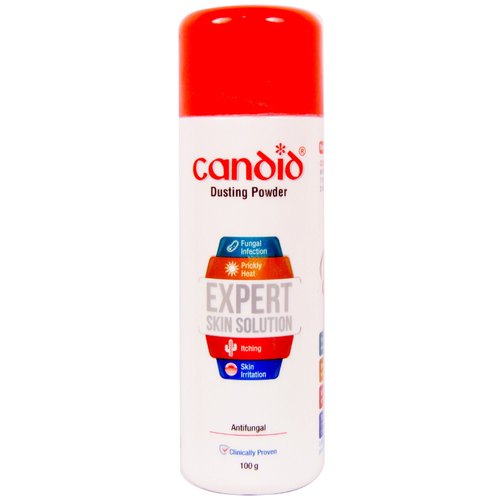 candid®
Dusting Powder
Fungal
Infection
Prickly
Heat
EXPERT
SKIN SOLUTION
Itching
Skin
Irritation
Antifungal
Clinically Proven
100 g